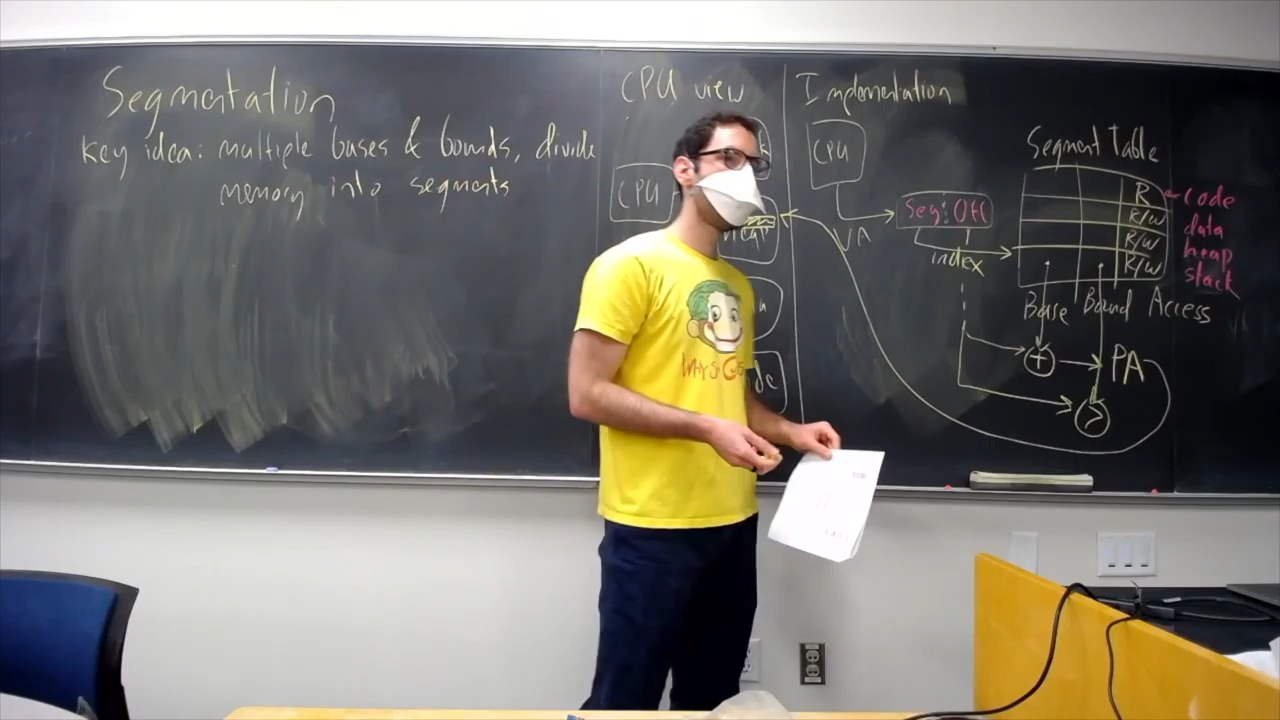 Segmentation
key idea: multiple bases & bounds, divide
memory into segments
CPU view
CPU
Implementation
CPU
VA
Seg: Off
index
Segment Table
R
R/W
R/W
R/W
code
data
heap
stack
Base Bound Access
+
PA
>